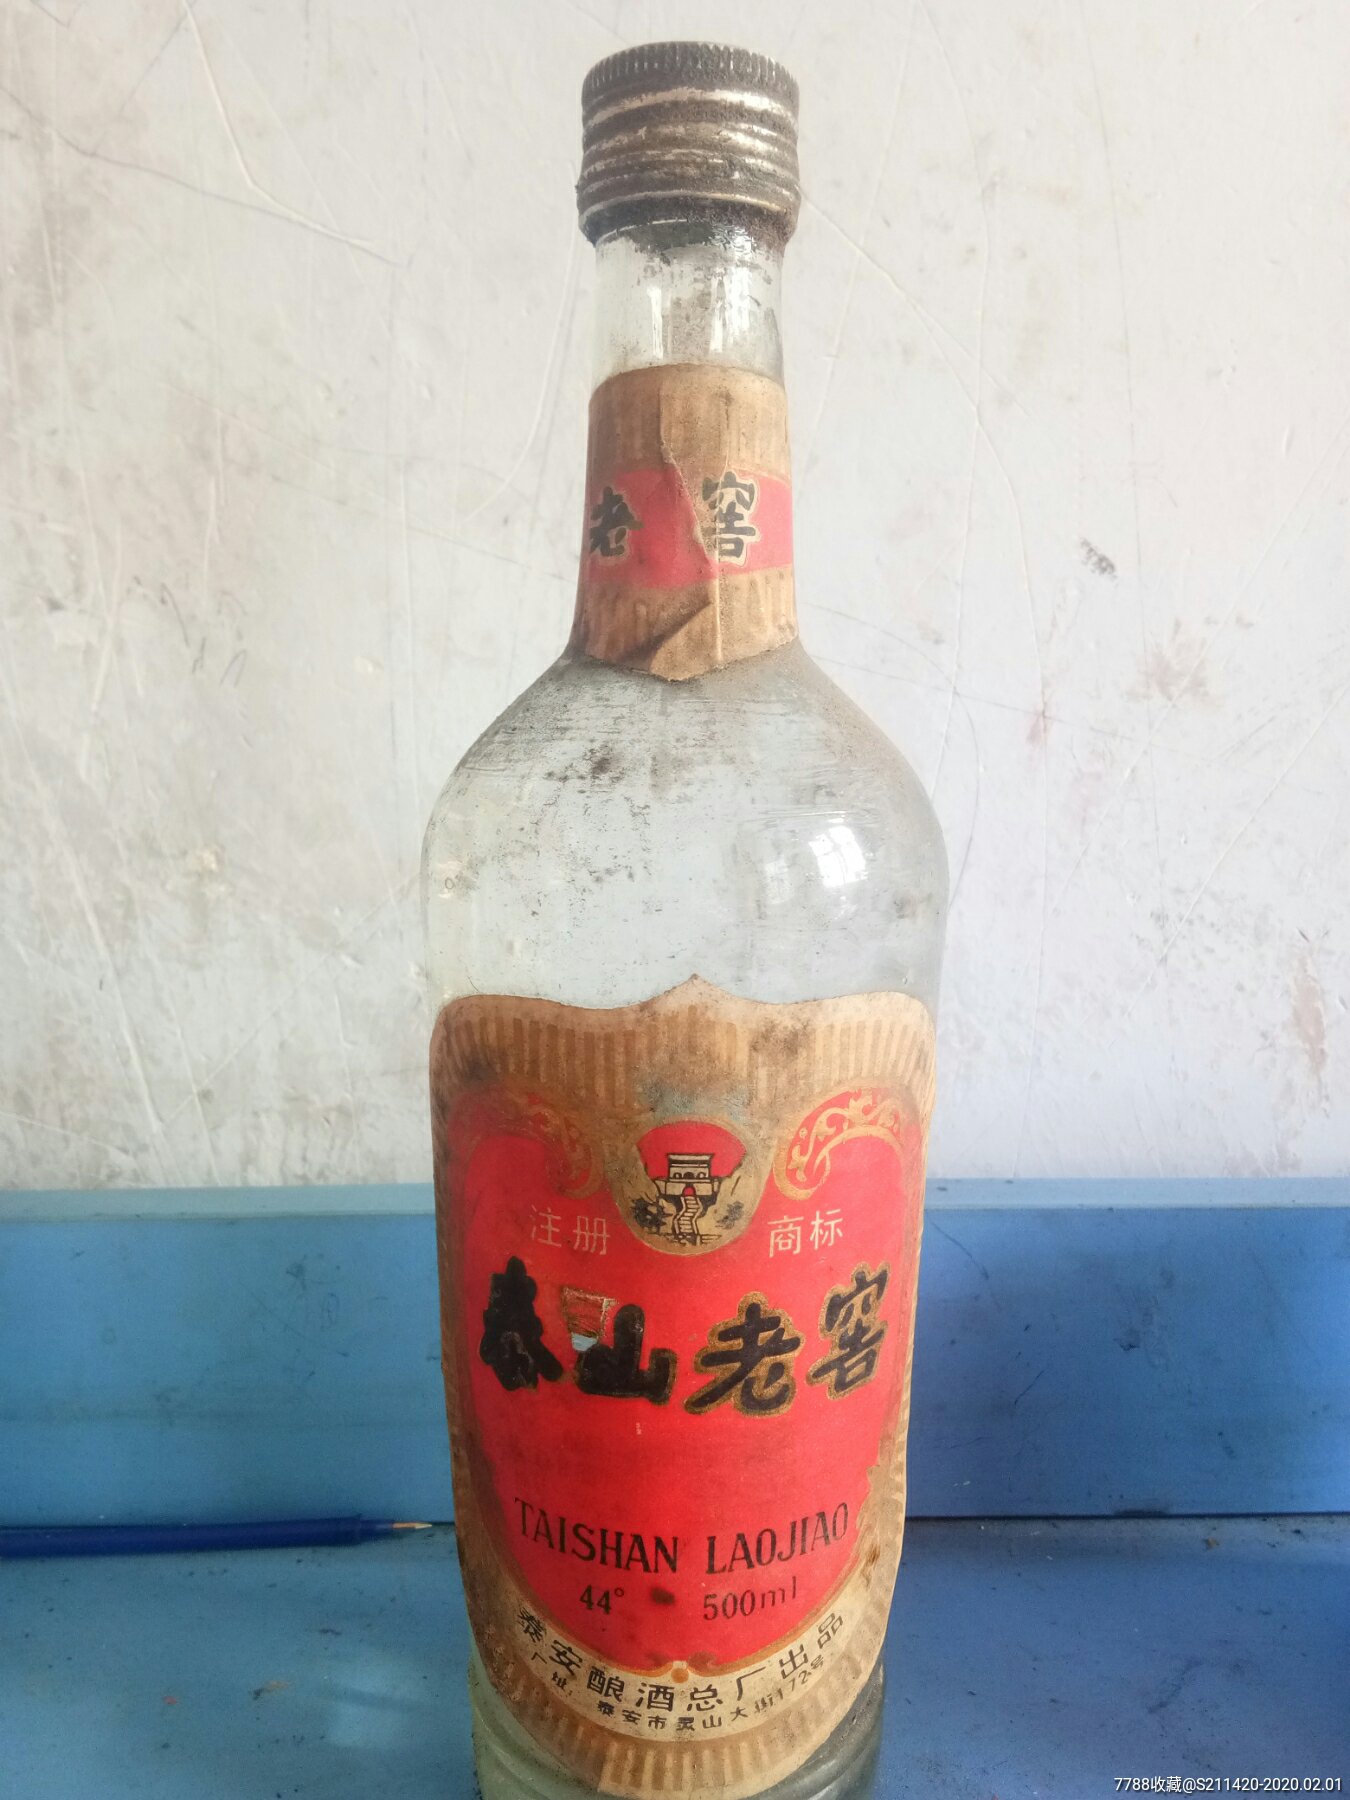 老窖
注册 商标
泰山老窖
TAISHAN LAOJIAO
44° 500ml
泰安酿酒总厂出品
厂址：泰安市灵山大街172号
7788收藏@S211420-2020.02.01